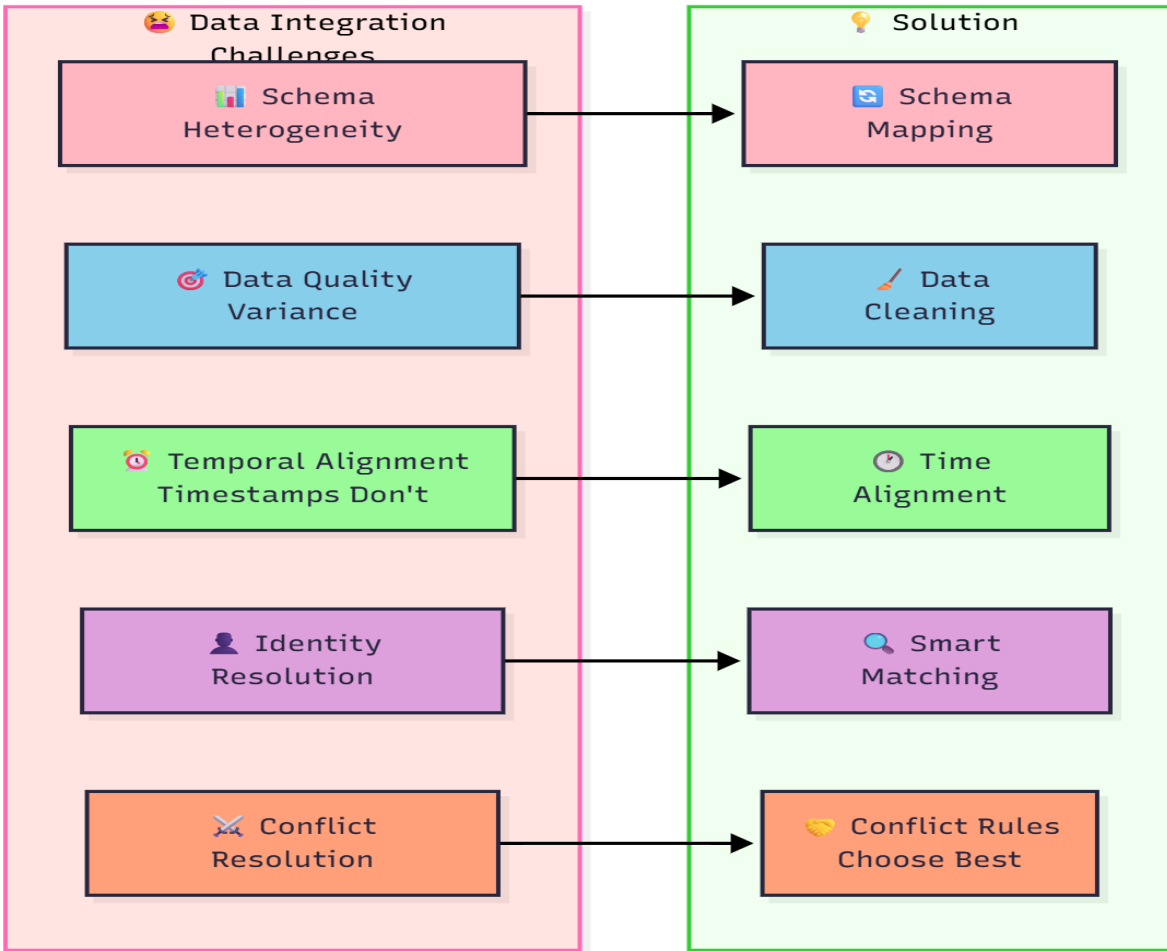 Data Integration
Challenges
Schema
Heterogeneity
Data Quality
Variance
Temporal Alignment
Timestamps Don't
Identity
Resolution
Conflict
Resolution
Solution
Schema
Mapping
Data
Cleaning
Time
Alignment
Smart
Matching
Conflict Rules
Choose Best